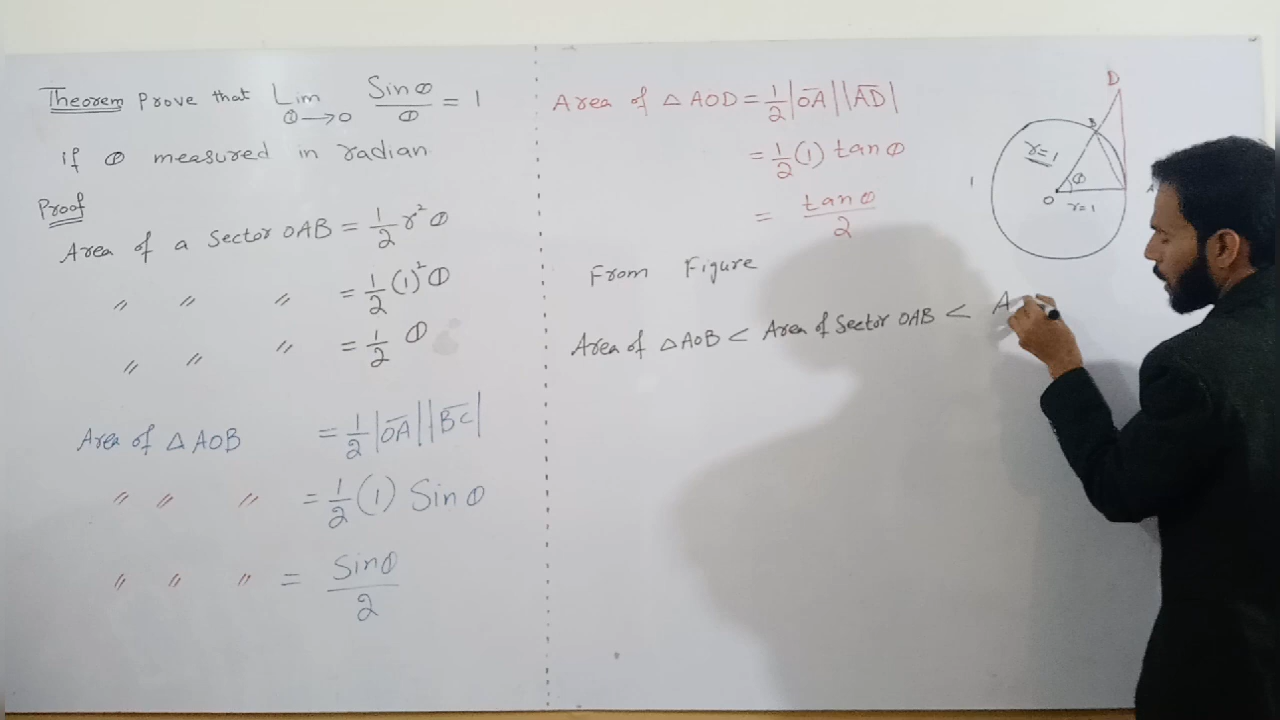 Theorem Prove that Lim θ→0 Sinθ/θ = 1
if θ measured in radian
Proof
Area of a Sector OAB = 1/2 r² θ
" " " = 1/2 (1)² θ
" " " = 1/2 θ
Area of △ AOB = 1/2 |OA| |BC|
" " " = 1/2 (1) Sinθ
" " " = Sinθ/2
Area of △ AOD = 1/2 |OA| |AD|
= 1/2 (1) tanθ
= tanθ/2
From Figure
Area of △AOB < Area of Sector OAB < A
D
B
r=1
θ
1
O
r=1
A